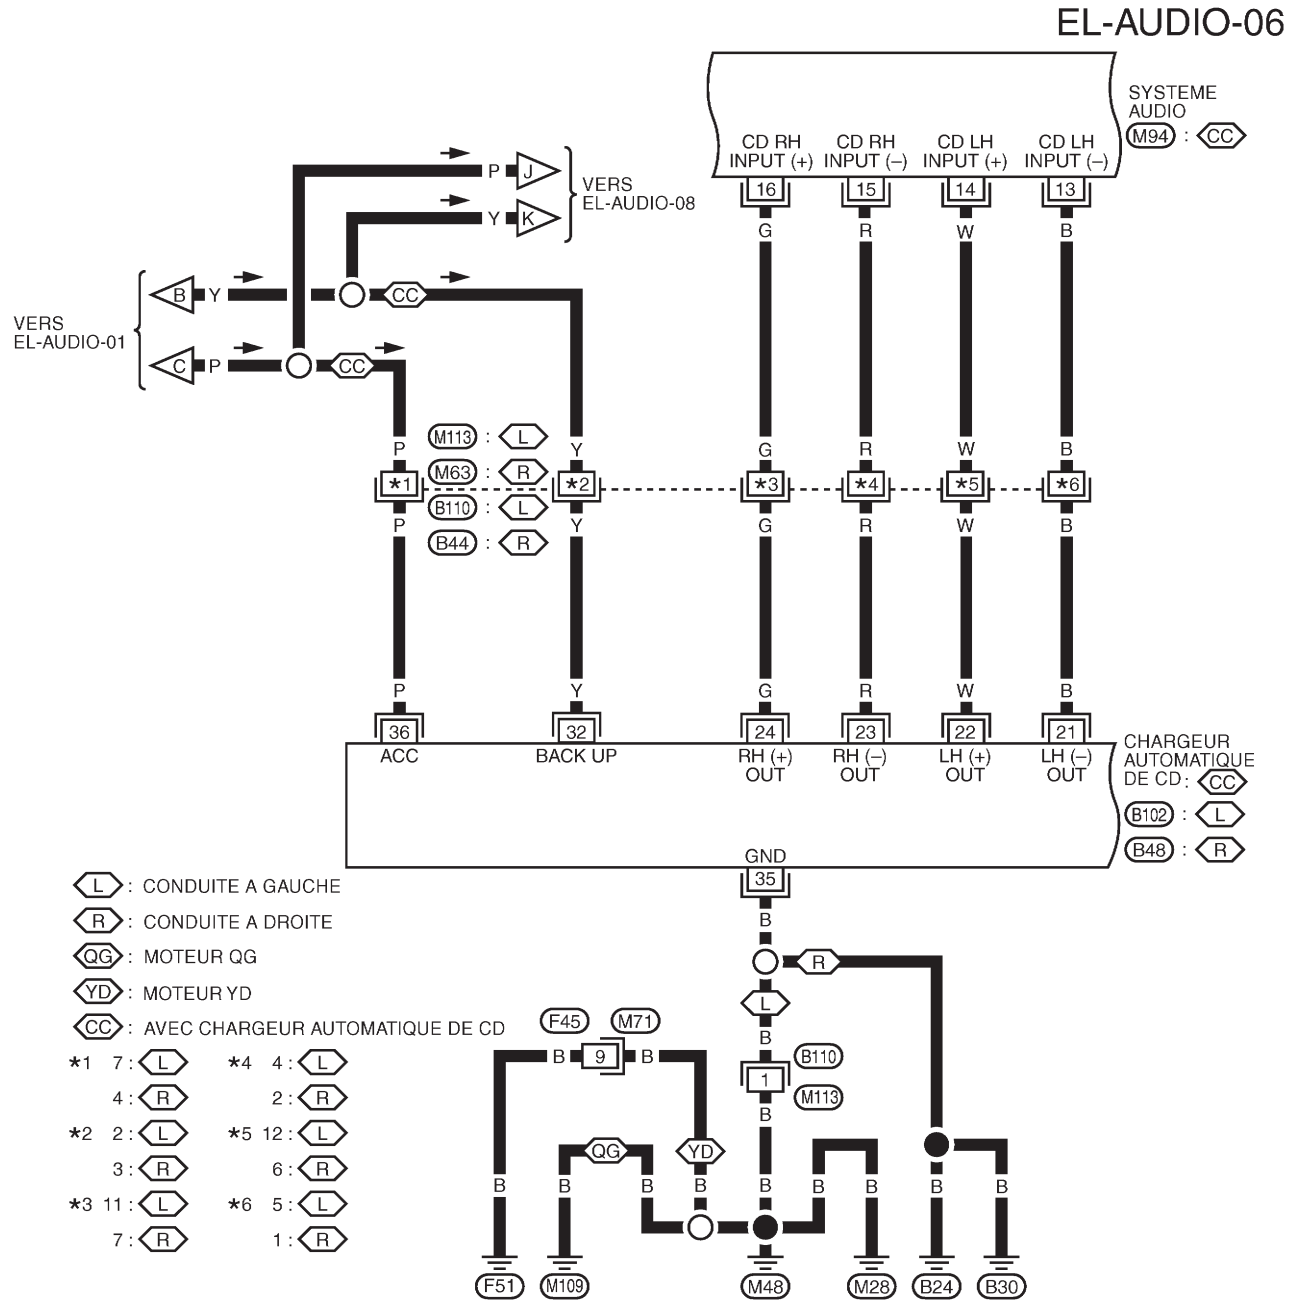 EL-AUDIO-06
SYSTEME
AUDIO
M94 : CC
CD RH
INPUT (+)
CD RH
INPUT (–)
CD LH
INPUT (+)
CD LH
INPUT (–)
16 15 14 13
G R W B
P J
Y K
VERS
EL-AUDIO-08
B Y CC
VERS
EL-AUDIO-01
C P CC
M113 : L
M63 : R
B110 : L
B44 : R
P Y G R W B
*1 *2 *3 *4 *5 *6
P Y G R W B
P Y G R W B
36 32 24 23 22 21
ACC
BACK UP
RH (+)
OUT
RH (–)
OUT
LH (+)
OUT
LH (–)
OUT
CHARGEUR
AUTOMATIQUE
DE CD : CC
B102 : L
B48 : R
GND
35
B
R
L
B
B110
1
M113
B
F45 M71
B 9 B
QG YD
B B B B B B B B
F51 M109 M48 M28 B24 B30
L : CONDUITE A GAUCHE
R : CONDUITE A DROITE
QG : MOTEUR QG
YD : MOTEUR YD
CC : AVEC CHARGEUR AUTOMATIQUE DE CD
*1 7 : L *4 4 : L
4 : R 2 : R
*2 2 : L *5 12 : L
3 : R 6 : R
*3 11 : L *6 5 : L
7 : R 1 : R